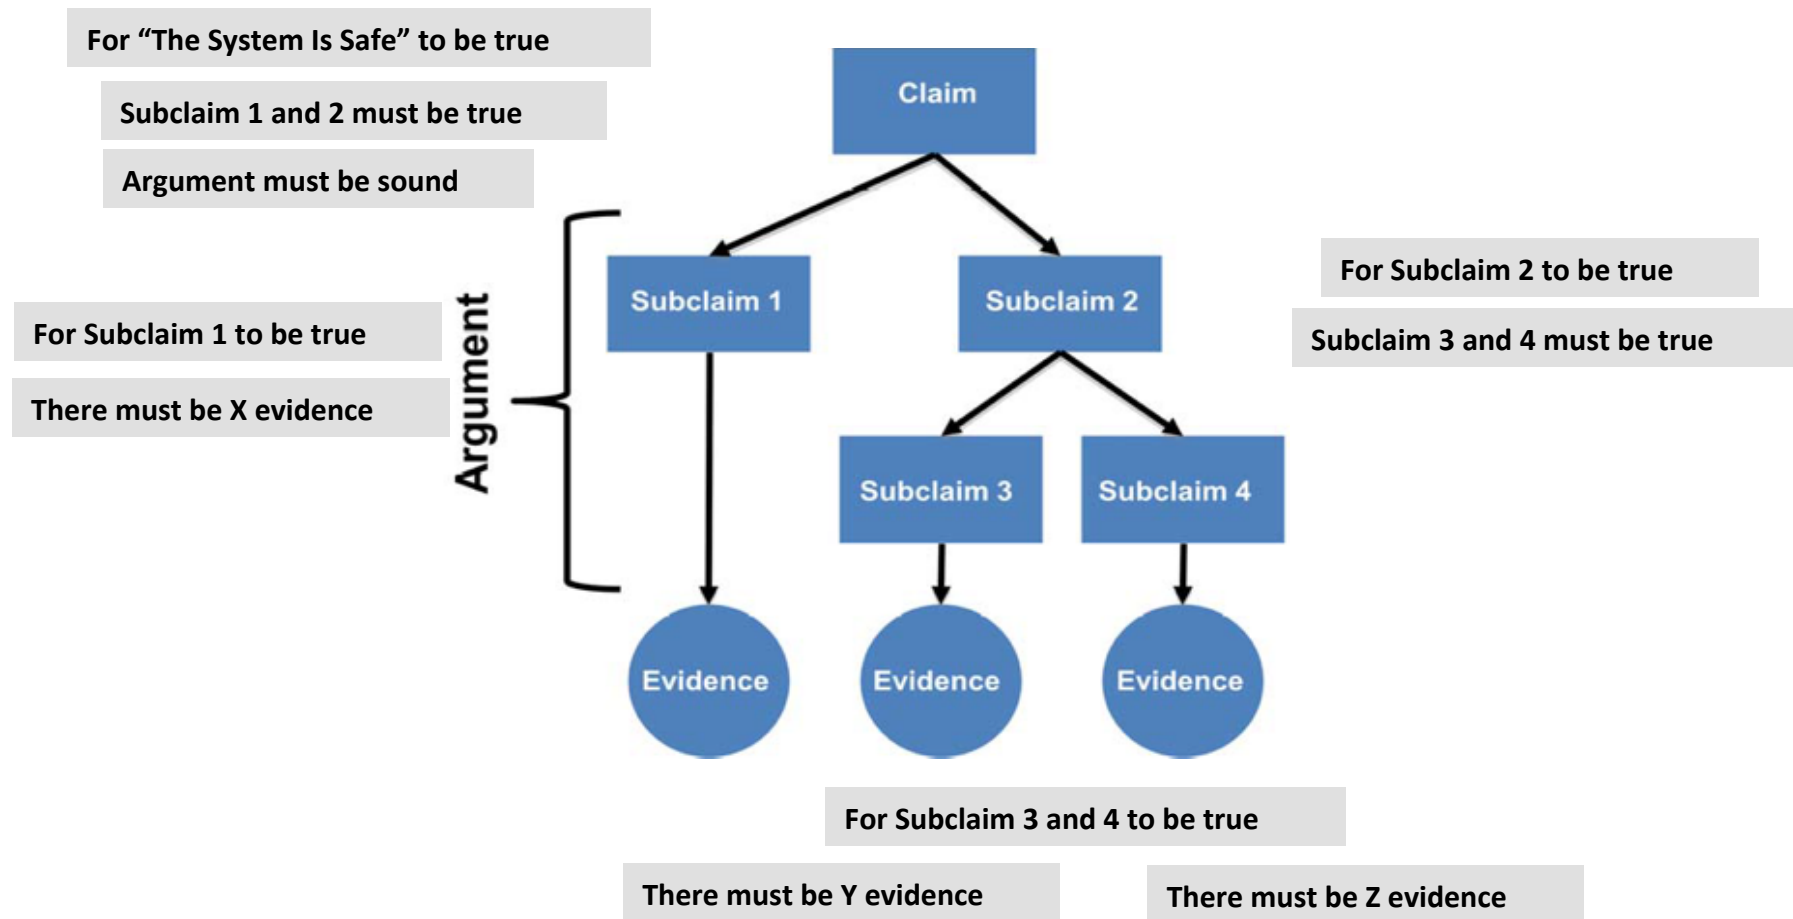 For “The System Is Safe” to be true
Subclaim 1 and 2 must be true
Argument must be sound
Claim
Subclaim 1
Subclaim 2
For Subclaim 2 to be true
Subclaim 3 and 4 must be true
For Subclaim 1 to be true
There must be X evidence
Argument
Subclaim 3
Subclaim 4
Evidence
Evidence
Evidence
For Subclaim 3 and 4 to be true
There must be Y evidence
There must be Z evidence